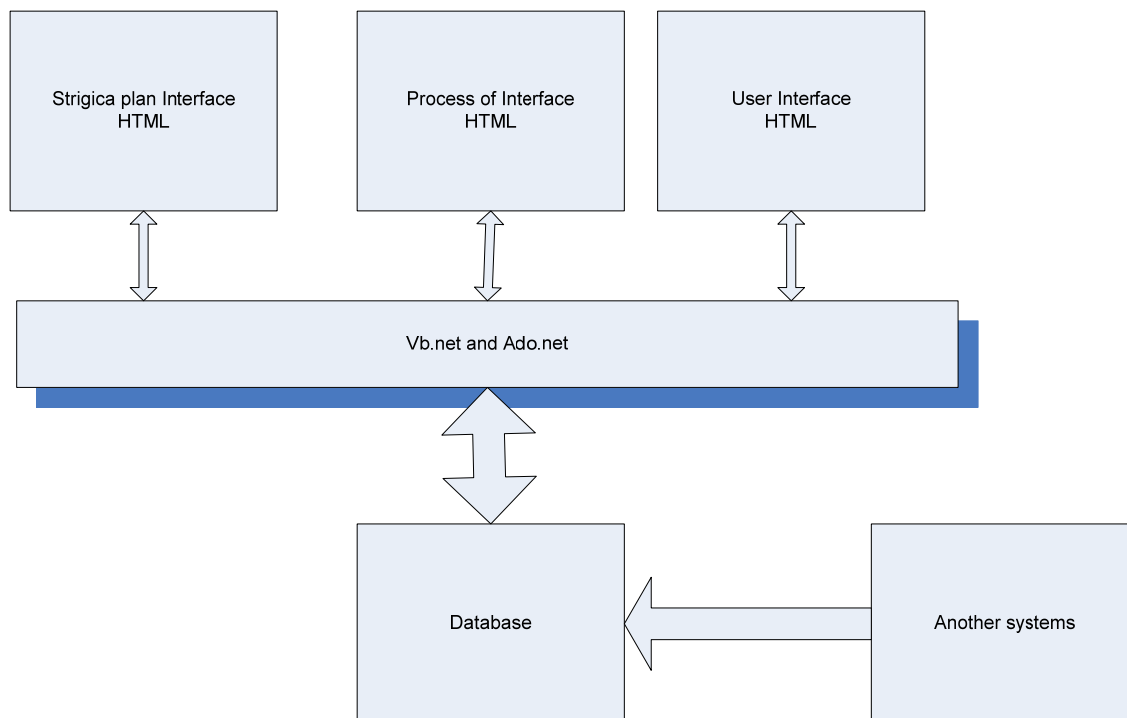 Strigica plan Interface
HTML
Process of Interface
HTML
User Interface
HTML
Vb.net and Ado.net
Database
Another systems